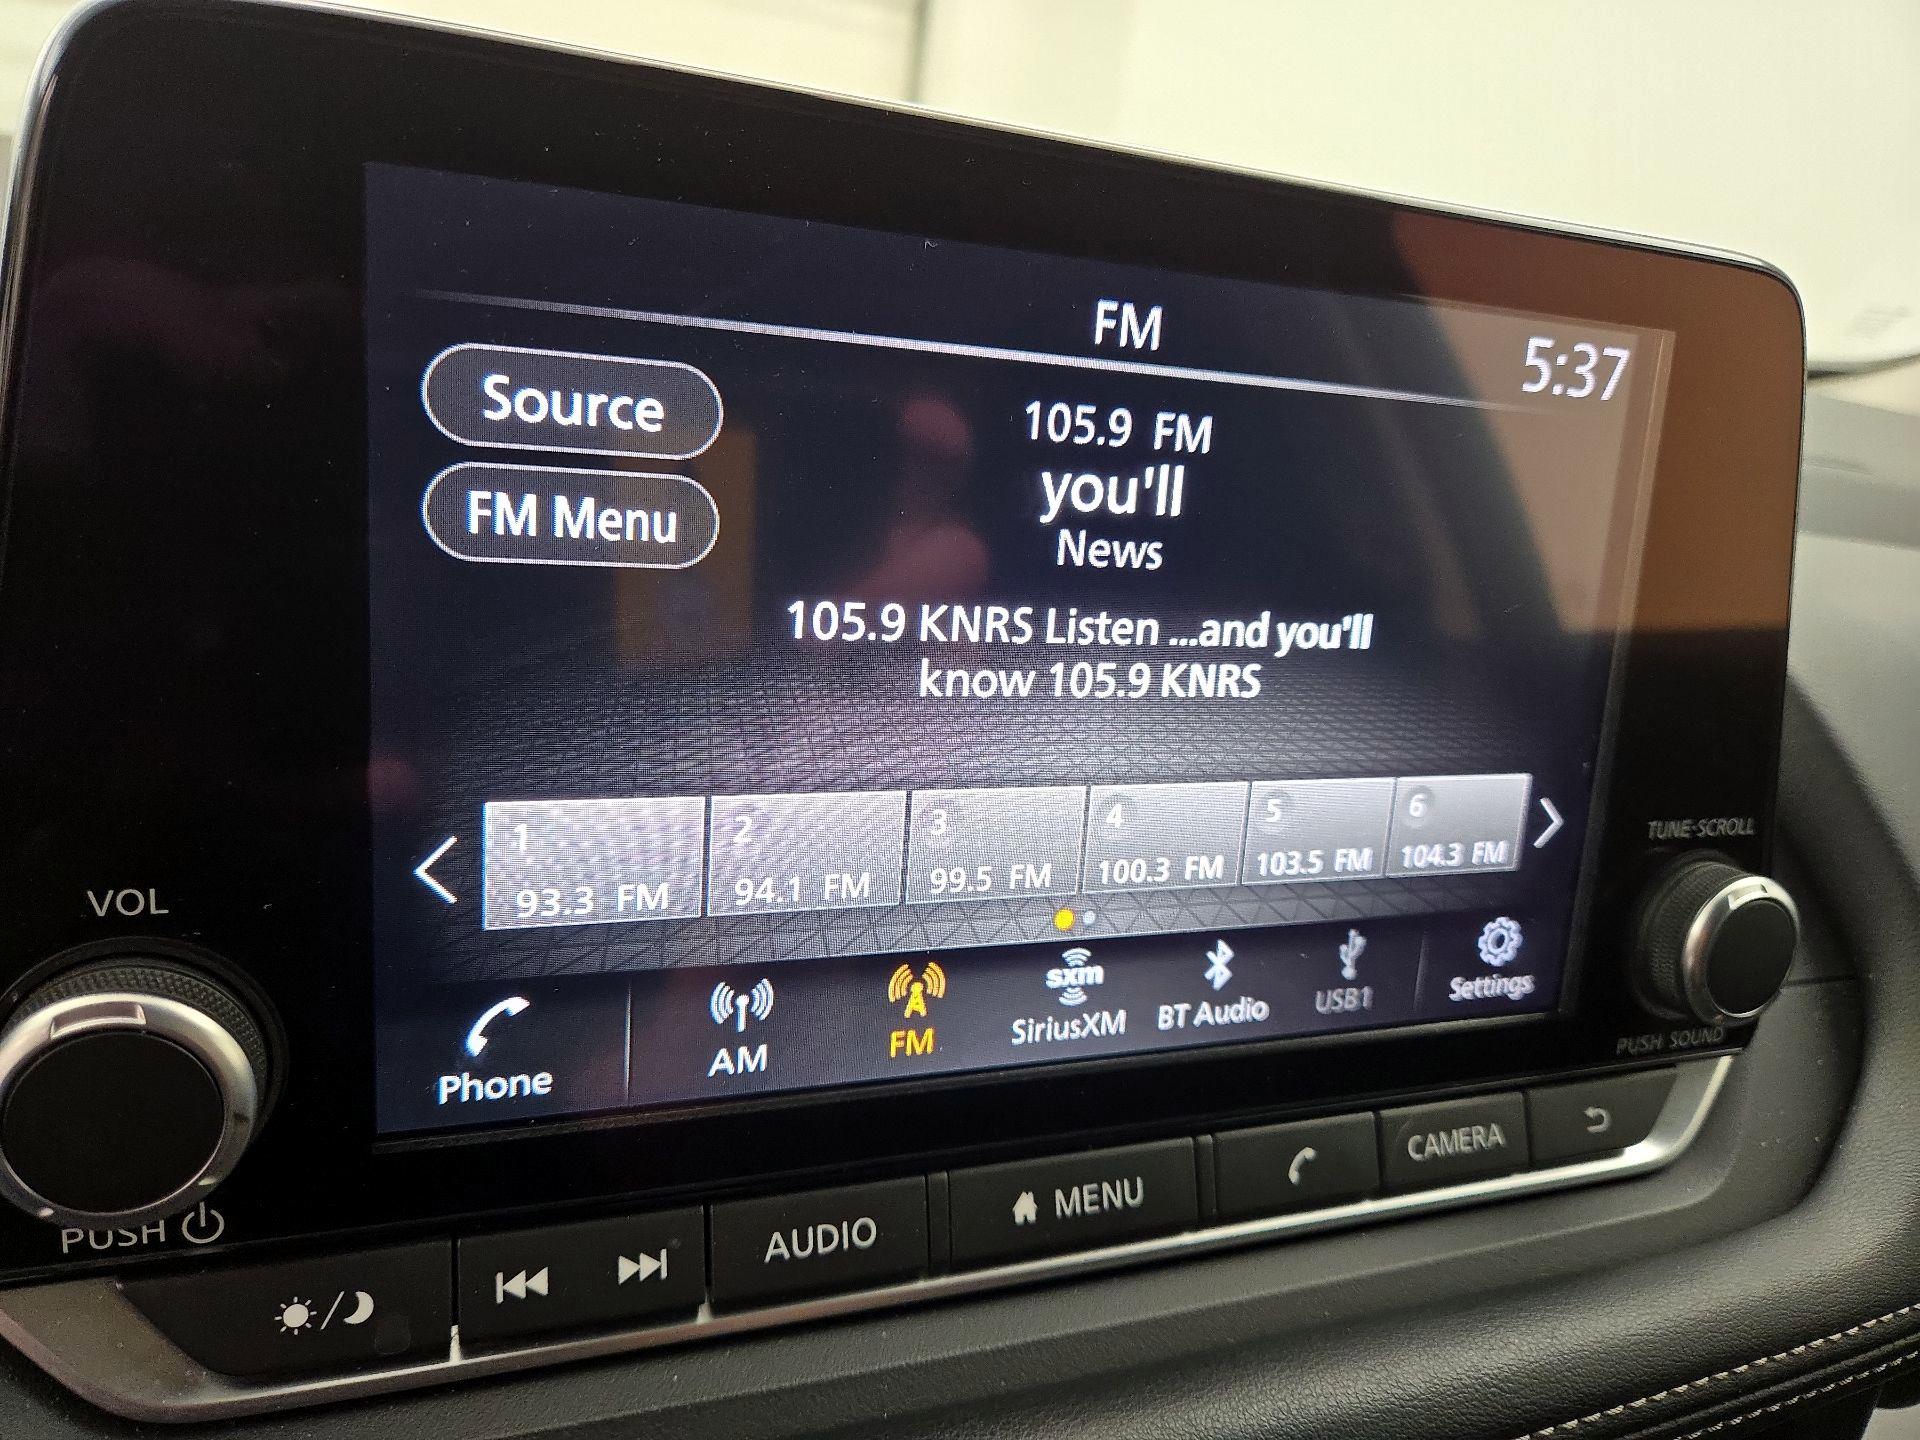 FM
5:37
Source
105.9 FM
you'll
FM Menu
News
105.9 KNRS Listen ...and you'll
know 105.9 KNRS
1
2
3
4
5
6
93.3 FM
94.1 FM
99.5 FM
100.3 FM
103.5 FM
104.3 FM
TUNE·SCROLL
VOL
Phone
AM
FM
sxm
SiriusXM
BT Audio
USB1
Settings
PUSH SOUND
PUSH
AUDIO
MENU
CAMERA